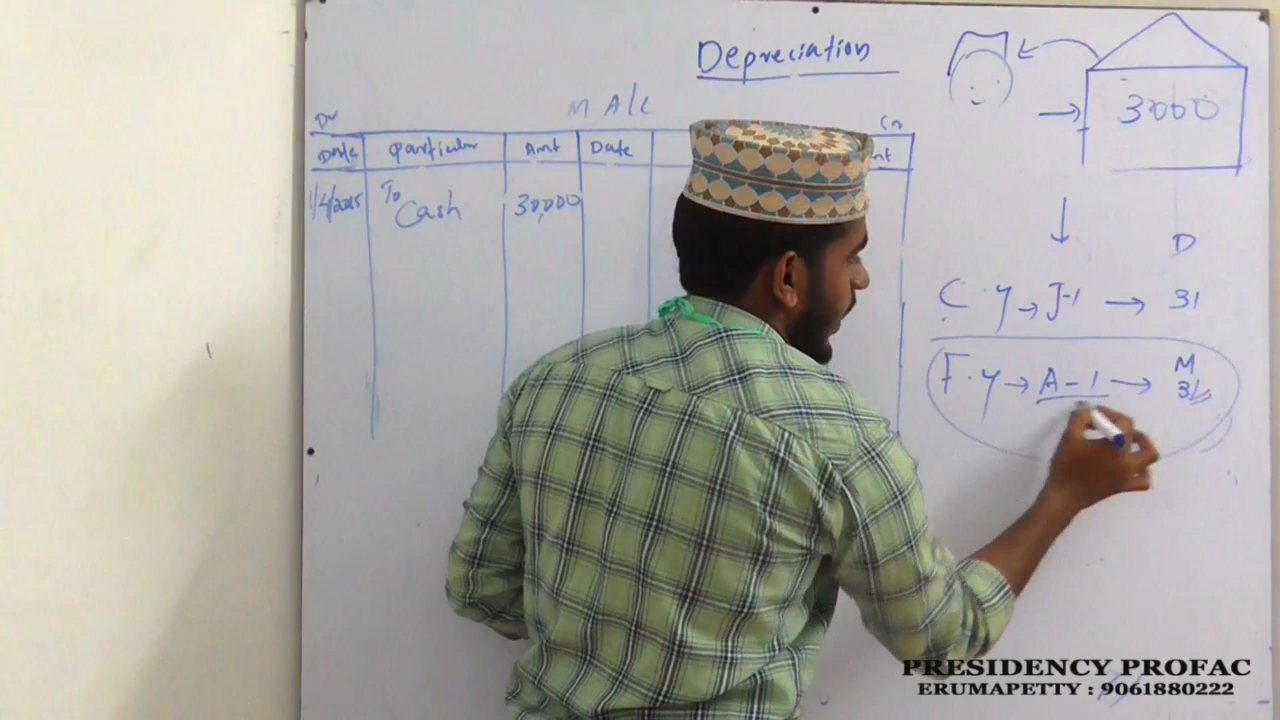 Depreciation
30000
M A/C
Dr
Cr
Date
Particular
Amt
Date
nt
1/4/2015
To Cash
30,000
D
C.y → J-1 → 31
M
F.y → A-1 → 31
PRESIDENCY PROFAC
ERUMAPETTY : 9061880222